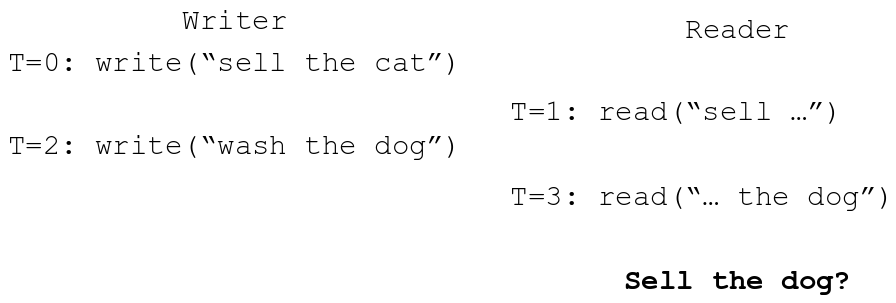 Writer
Reader
T=0: write(“sell the cat”)
T=1: read(“sell …”)
T=2: write(“wash the dog”)
T=3: read(“… the dog”)
Sell the dog?